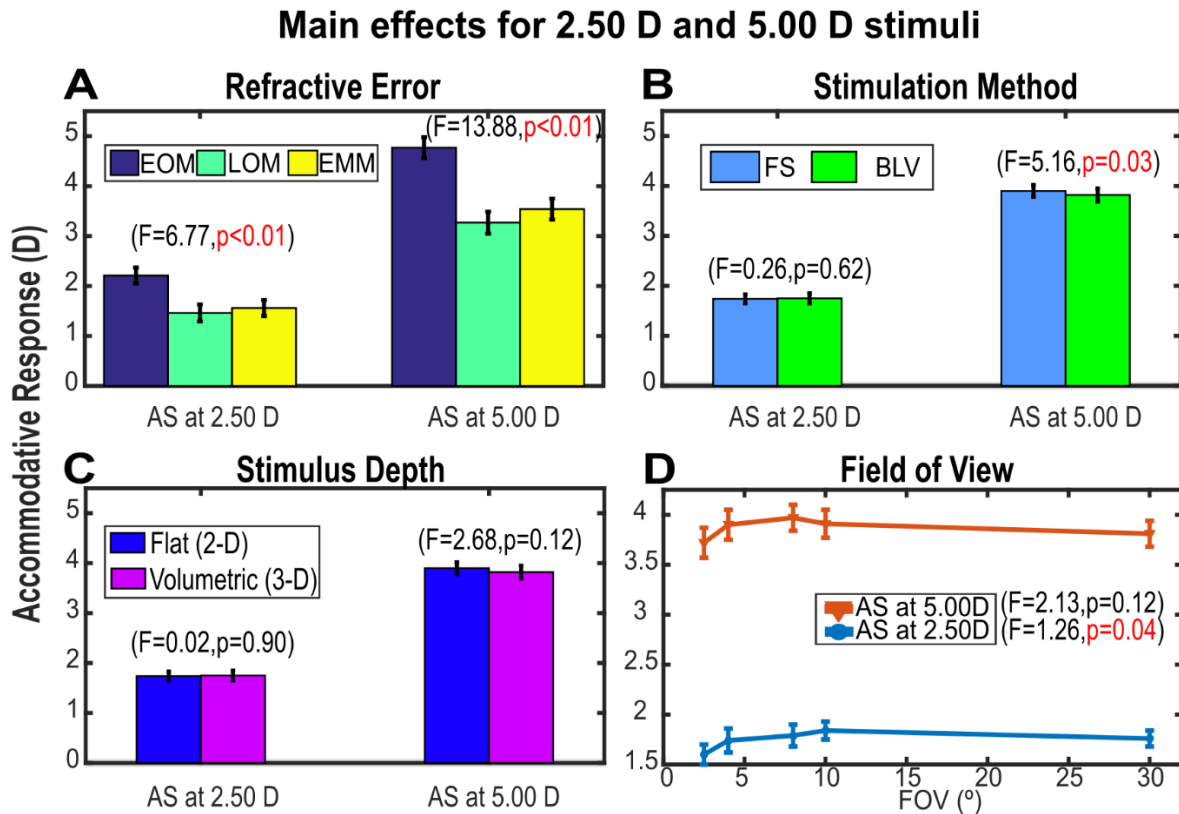 Main effects for 2.50 D and 5.00 D stimuli
Accommodative Response (D)
A
Refractive Error
5
4
3
2
1
0
EOM LOM EMM
(F=6.77,p<0.01)
(F=13.88,p<0.01)
AS at 2.50 D
AS at 5.00 D
B
Stimulation Method
5
4
3
2
1
0
FS BLV
(F=0.26,p=0.62)
(F=5.16,p=0.03)
AS at 2.50 D
AS at 5.00 D
C
Stimulus Depth
5
4
3
2
1
0
Flat (2-D)
Volumetric (3-D)
(F=0.02,p=0.90)
(F=2.68,p=0.12)
AS at 2.50 D
AS at 5.00 D
D
Field of View
4
3.5
3
2.5
2
1.5
AS at 5.00D (F=2.13,p=0.12)
AS at 2.50D (F=1.26,p=0.04)
0 5 10 15 20 25 30
FOV (º)